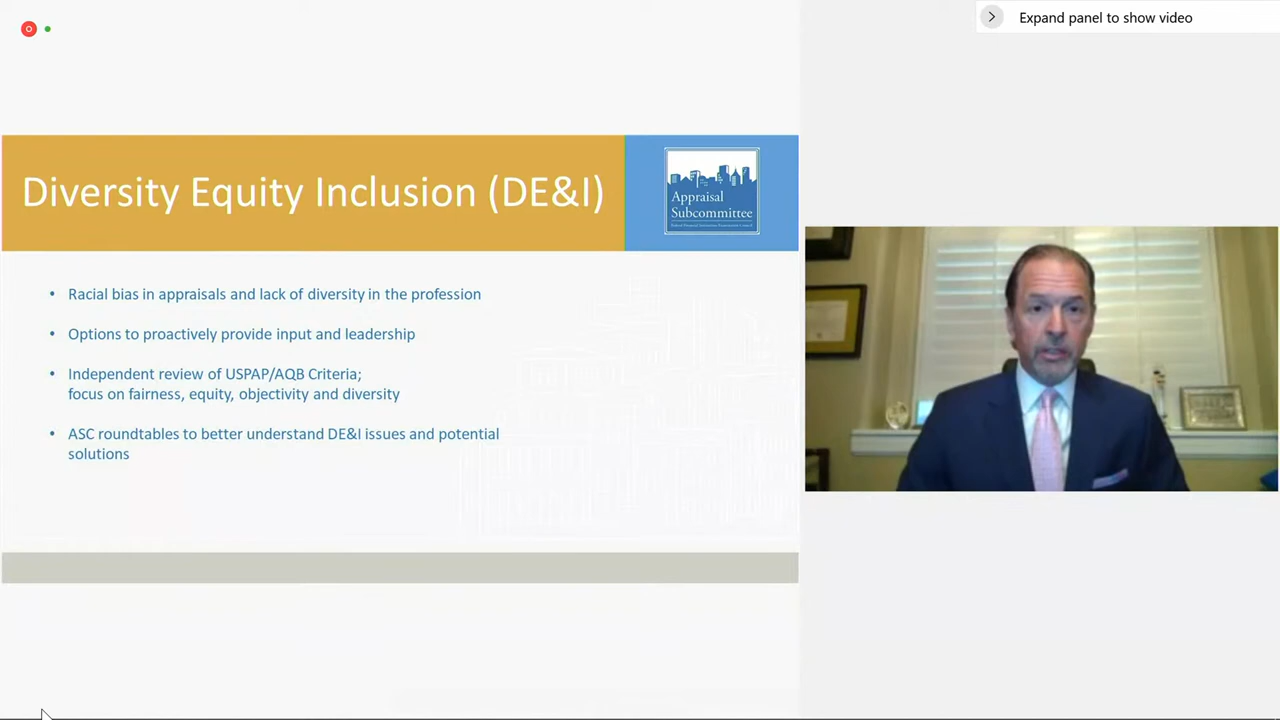 Expand panel to show video
Diversity Equity Inclusion (DE&I)
Appraisal
Subcommittee
• Racial bias in appraisals and lack of diversity in the profession
• Options to proactively provide input and leadership
• Independent review of USPAP/AQB Criteria;
focus on fairness, equity, objectivity and diversity
• ASC roundtables to better understand DE&I issues and potential
solutions